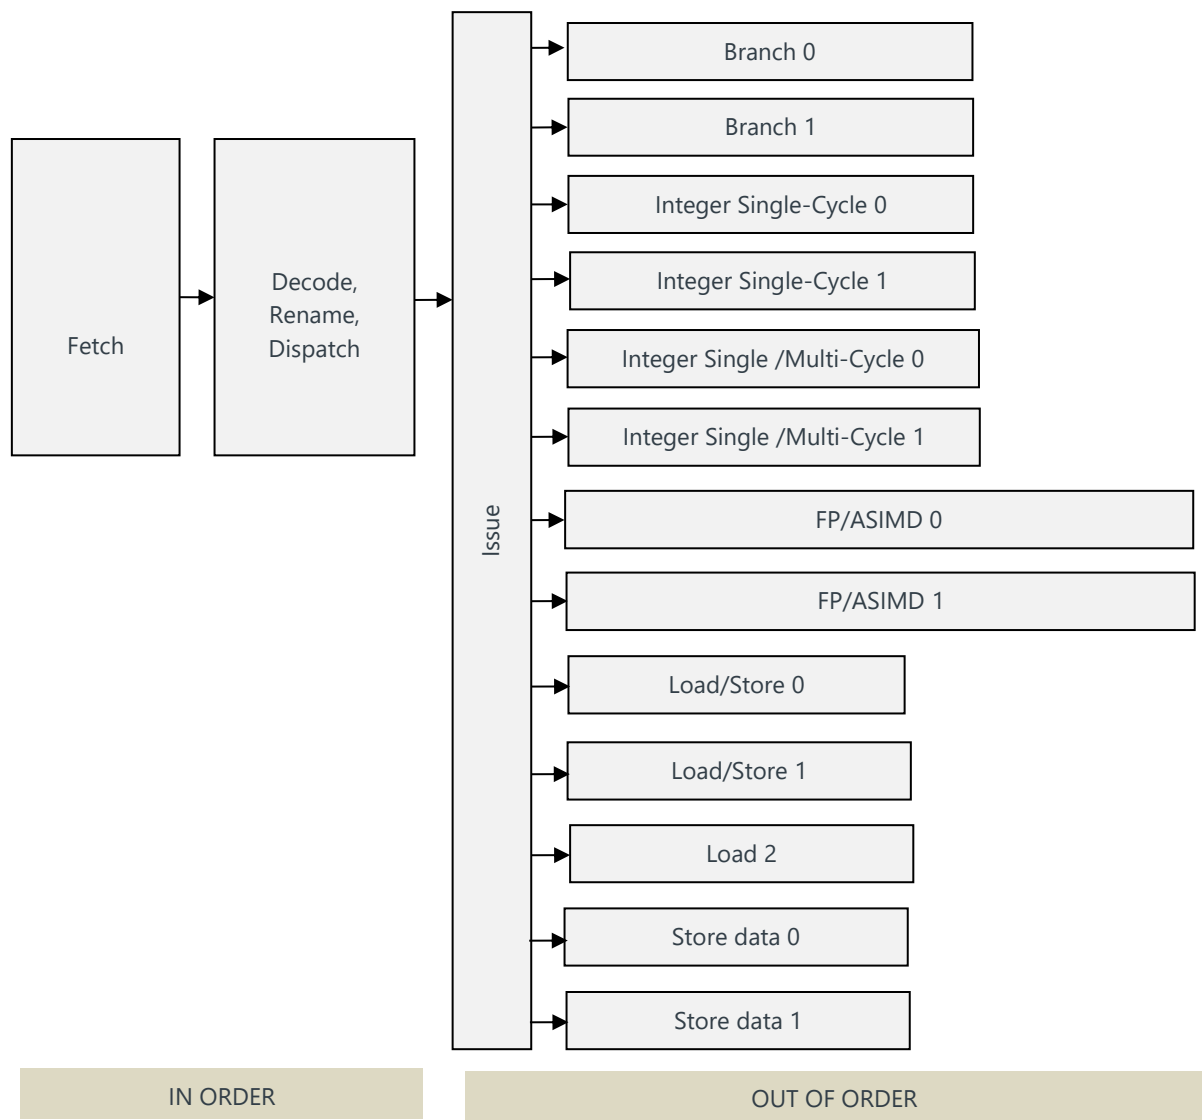 Fetch
Decode,
Rename,
Dispatch
Issue
Branch 0
Branch 1
Integer Single-Cycle 0
Integer Single-Cycle 1
Integer Single /Multi-Cycle 0
Integer Single /Multi-Cycle 1
FP/ASIMD 0
FP/ASIMD 1
Load/Store 0
Load/Store 1
Load 2
Store data 0
Store data 1
IN ORDER
OUT OF ORDER